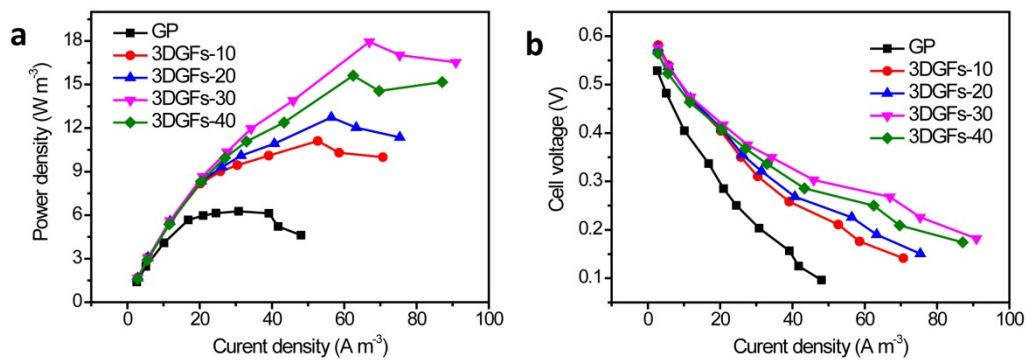 a
Power density (W m⁻³)
18
15
12
9
6
3
0
GP
3DGFs-10
3DGFs-20
3DGFs-30
3DGFs-40
0 20 40 60 80 100
Curent density (A m⁻³)
b
Cell voltage (V)
0.6
0.5
0.4
0.3
0.2
0.1
GP
3DGFs-10
3DGFs-20
3DGFs-30
3DGFs-40
0 20 40 60 80 100
Curent density (A m⁻³)